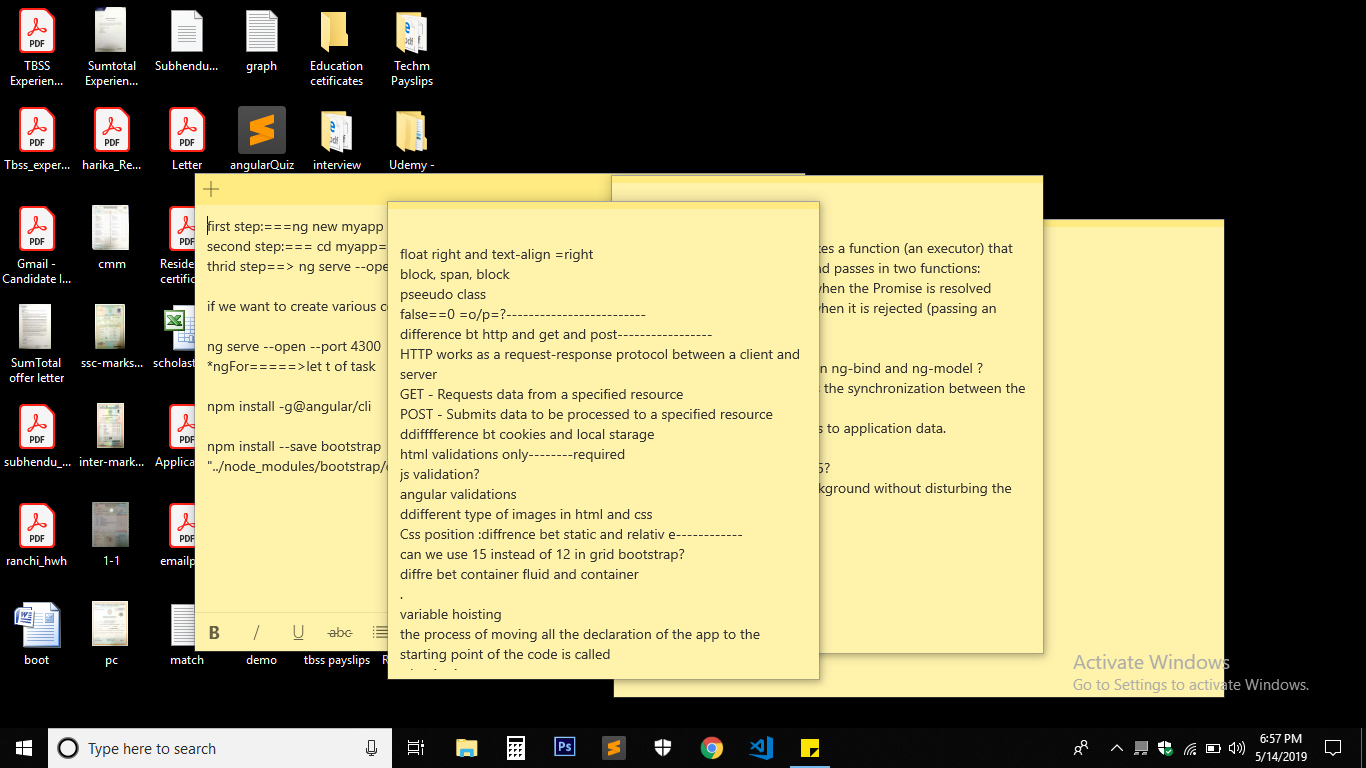 TBSS Experien...
Sumtotal Experien...
Subhendu...
graph
Education cetificates
Techm Payslips
Tbss_exper...
harika_Re...
Letter
angularQuiz
interview
Udemy -
Gmail - Candidate l...
cmm
Reside
certific
SumTotal offer letter
ssc-marks...
scholast
subhendu_...
inter-mark...
Applica
ranchi_hwh
1-1
emailp
boot
pc
match
demo
tbss payslips
first step:===ng new myapp
second step:=== cd myapp=
thrid step==> ng serve --ope
if we want to create various c
ng serve --open --port 4300
*ngFor=====>let t of task
npm install -g@angular/cli
npm install --save bootstrap
"../node_modules/bootstrap/
B / U abc
float right and text-align =right
block, span, block
pseeudo class
false==0 =o/p=?-------------------------
difference bt http and get and post-----------------
HTTP works as a request-response protocol between a client and
server
GET - Requests data from a specified resource
POST - Submits data to be processed to a specified resource
ddifffference bt cookies and local starage
html validations only--------required
js validation?
angular validations
ddifferent type of images in html and css
Css position :diffrence bet static and relativ e------------
can we use 15 instead of 12 in grid bootstrap?
diffre bet container fluid and container
.
variable hoisting
the process of moving all the declaration of the app to the
starting point of the code is called
kes a function (an executor) that
nd passes in two functions:
when the Promise is resolved
when it is rejected (passing an
n ng-bind and ng-model ?
s the synchronization between the
s to application data.
5?
kground without disturbing the
Activate Windows
Go to Settings to activate Windows.
Type here to search
Ps
6:57 PM
5/14/2019